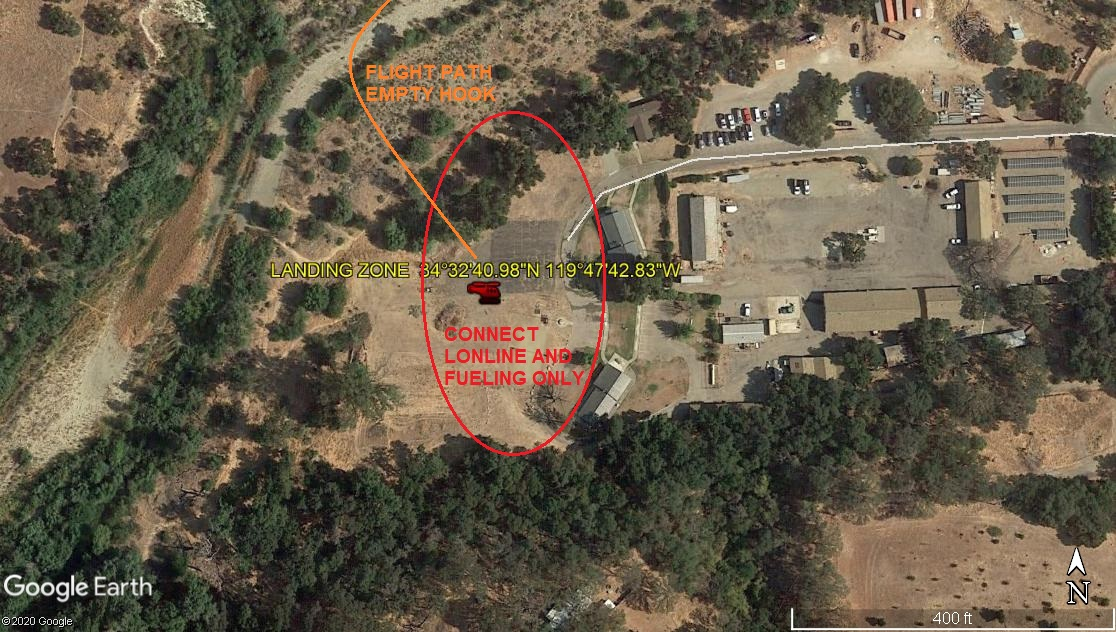 FLIGHT PATH
EMPTY HOOK
LANDING ZONE 34°32'40.98"N 119°47'42.83"W
CONNECT
LONLINE AND
FUELING ONLY
Google Earth
©2020 Google
N
400 ft